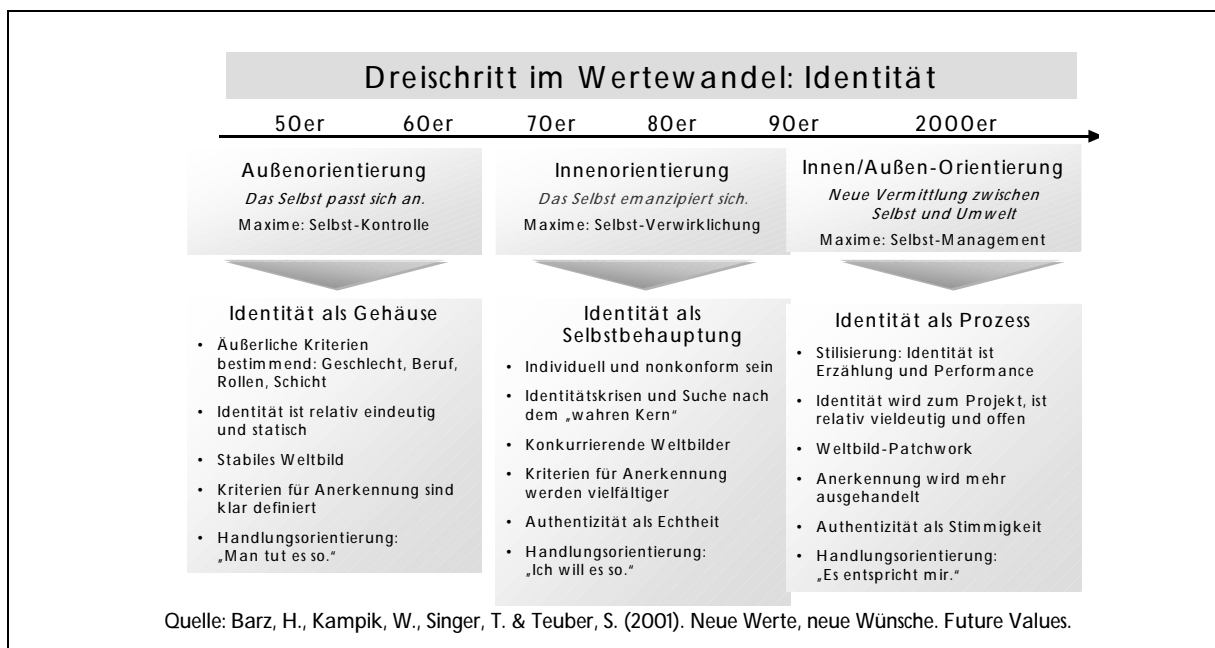 Dreischritt im Wertewandel: Identität
50er 60er 70er 80er 90er 2000er
Außenorientierung
Das Selbst passt sich an.
Maxime: Selbst-Kontrolle
Innenorientierung
Das Selbst emanzipiert sich.
Maxime: Selbst-Verwirklichung
Innen/Außen-Orientierung
Neue Vermittlung zwischen
Selbst und Umwelt
Maxime: Selbst-Management
Identität als Gehäuse
• Äußerliche Kriterien
bestimmend: Geschlecht, Beruf,
Rollen, Schicht
• Identität ist relativ eindeutig
und statisch
• Stabiles Weltbild
• Kriterien für Anerkennung sind
klar definiert
• Handlungsorientierung:
„Man tut es so.“
Identität als
Selbstbehauptung
• Individuell und nonkonform sein
• Identitätskrisen und Suche nach
dem „wahren Kern“
• Konkurrierende Weltbilder
• Kriterien für Anerkennung
werden vielfältiger
• Authentizität als Echtheit
• Handlungsorientierung:
„Ich will es so.“
Identität als Prozess
• Stilisierung: Identität ist
Erzählung und Performance
• Identität wird zum Projekt, ist
relativ vieldeutig und offen
• Weltbild-Patchwork
• Anerkennung wird mehr
ausgehandelt
• Authentizität als Stimmigkeit
• Handlungsorientierung:
„Es entspricht mir.“
Quelle: Barz, H., Kampik, W., Singer, T. & Teuber, S. (2001). Neue Werte, neue Wünsche. Future Values.